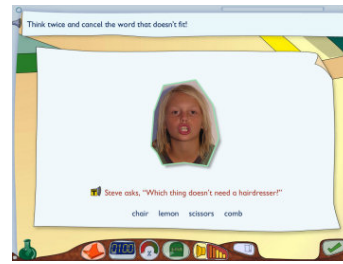 Think twice and cancel the word that doesn't fit!
Steve asks, "Which thing doesn't need a hairdresser?"
chair lemon scissors comb